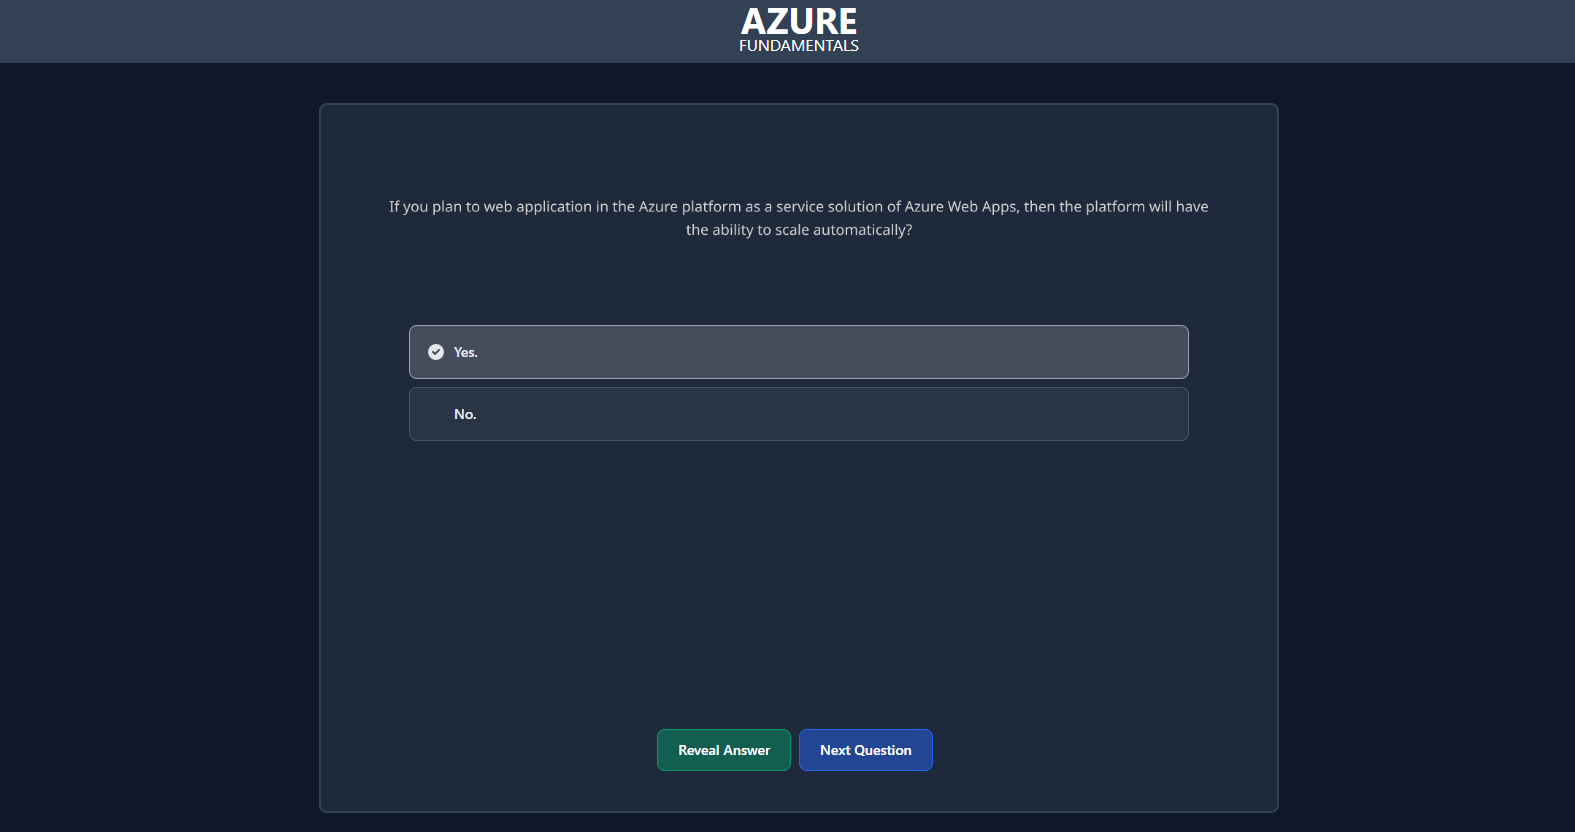 AZURE
FUNDAMENTALS
If you plan to web application in the Azure platform as a service solution of Azure Web Apps, then the platform will have
the ability to scale automatically?
Yes.
No.
Reveal Answer
Next Question